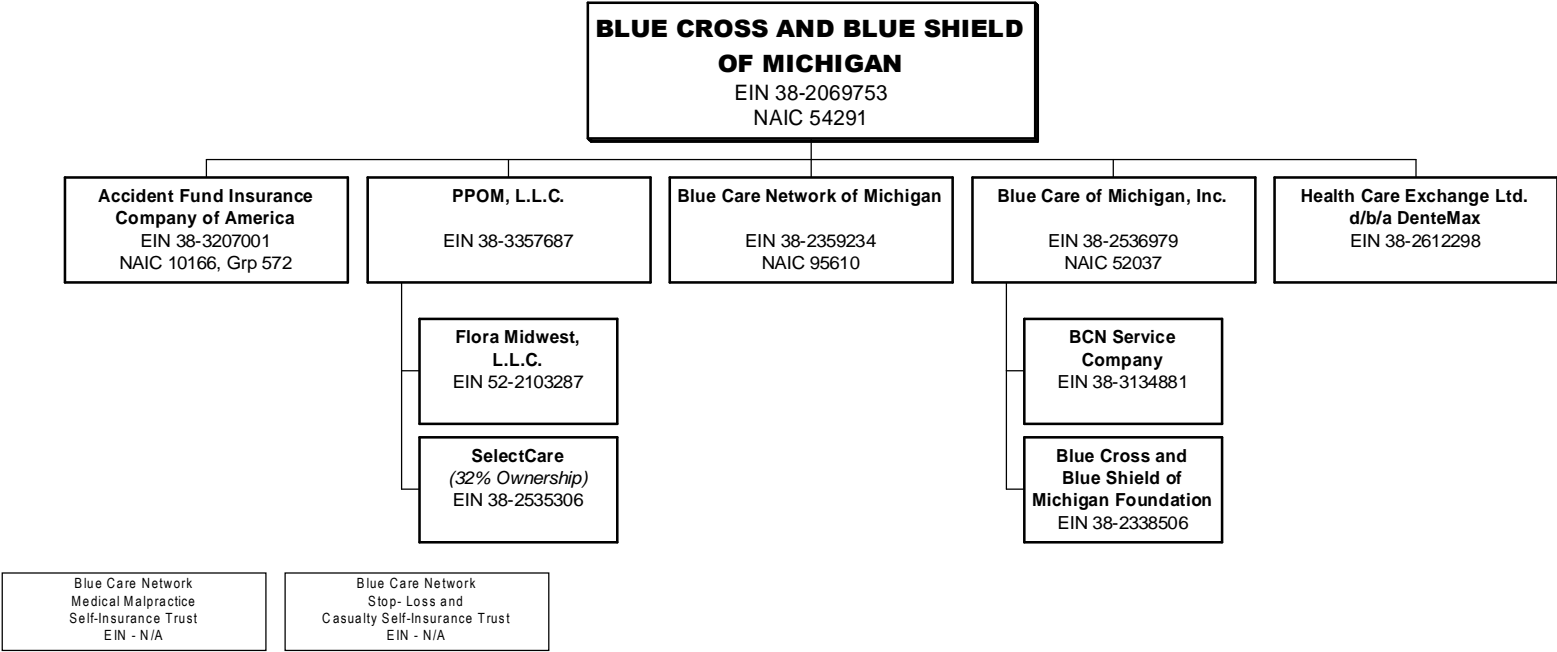 BLUE CROSS AND BLUE SHIELD
OF MICHIGAN
EIN 38-2069753
NAIC 54291
Accident Fund Insurance
Company of America
EIN 38-3207001
NAIC 10166, Grp 572
PPOM, L.L.C.
EIN 38-3357687
Blue Care Network of Michigan
EIN 38-2359234
NAIC 95610
Blue Care of Michigan, Inc.
EIN 38-2536979
NAIC 52037
Health Care Exchange Ltd.
d/b/a DenteMax
EIN 38-2612298
Flora Midwest,
L.L.C.
EIN 52-2103287
BCN Service
Company
EIN 38-3134881
SelectCare
(32% Ownership)
EIN 38-2535306
Blue Cross and
Blue Shield of
Michigan Foundation
EIN 38-2338506
Blue Care Network
Medical Malpractice
Self-Insurance Trust
EIN - N/A
Blue Care Network
Stop- Loss and
Casualty Self-Insurance Trust
EIN - N/A